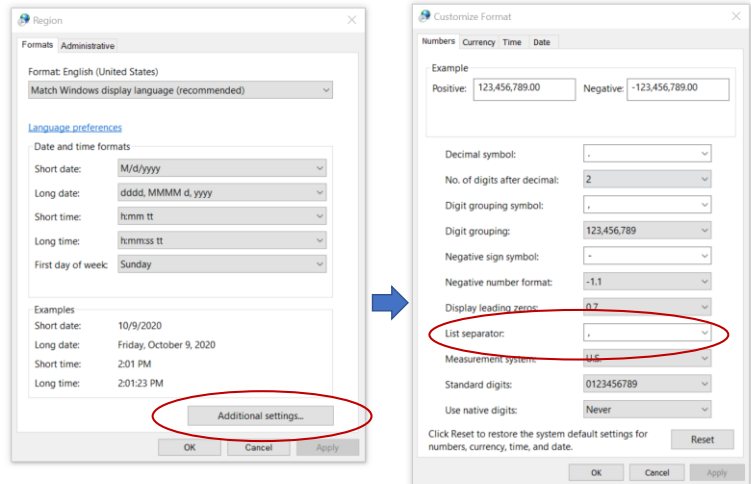 Region
Formats Administrative
Format: English (United States)
Match Windows display language (recommended)
Language preferences
Date and time formats
Short date: M/d/yyyy
Long date: dddd, MMMM d, yyyy
Short time: h:mm tt
Long time: h:mm:ss tt
First day of week: Sunday
Examples
Short date: 10/9/2020
Long date: Friday, October 9, 2020
Short time: 2:01 PM
Long time: 2:01:23 PM
Additional settings...
OK Cancel Apply
Customize Format
Numbers Currency Time Date
Example
Positive: 123,456,789.00 Negative: -123,456,789.00
Decimal symbol: .
No. of digits after decimal: 2
Digit grouping symbol: ,
Digit grouping: 123,456,789
Negative sign symbol: -
Negative number format: -1.1
Display leading zeros: 0.7
List separator: ,
Measurement system: U.S.
Standard digits: 0123456789
Use native digits: Never
Click Reset to restore the system default settings for
numbers, currency, time, and date.
Reset
OK Cancel Apply